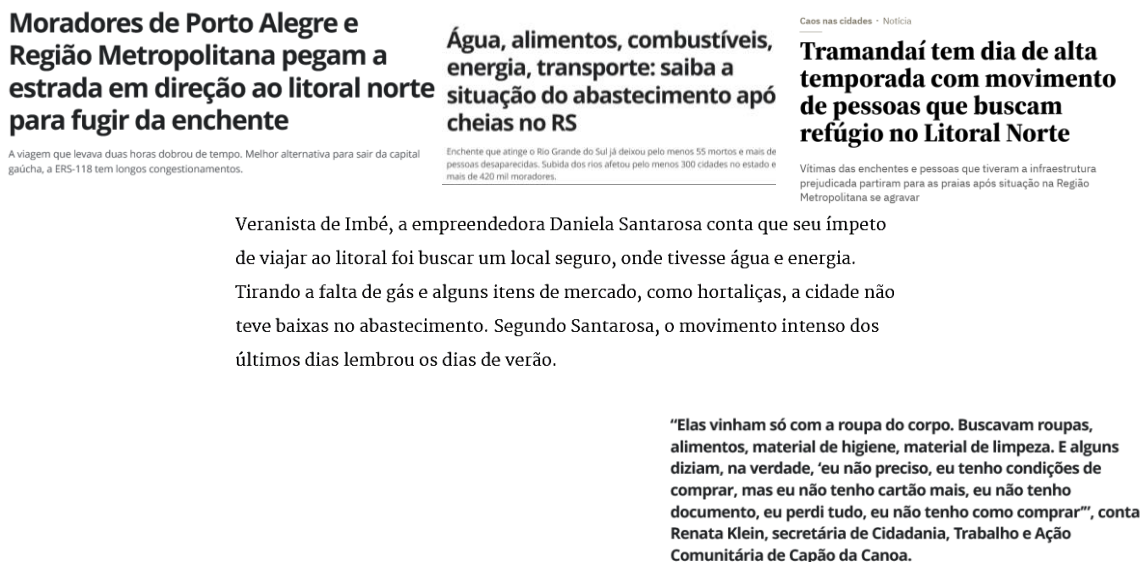 Moradores de Porto Alegre e
Região Metropolitana pegam a
estrada em direção ao litoral norte
para fugir da enchente
A viagem que levava duas horas dobrou de tempo. Melhor alternativa para sair da capital
gaúcha, a ERS-118 tem longos congestionamentos.
Água, alimentos, combustíveis,
energia, transporte: saiba a
situação do abastecimento apó
cheias no RS
Enchente que atinge o Rio Grande do Sul já deixou pelo menos 55 mortos e mais de
pessoas desaparecidas. Subida dos rios afetou pelo menos 300 cidades no estado e
mais de 420 mil moradores.
Caos nas cidades • Notícia
Tramandaí tem dia de alta
temporada com movimento
de pessoas que buscam
refúgio no Litoral Norte
Vítimas das enchentes e pessoas que tiveram a infraestrutura
prejudicada partiram para as praias após situação na Região
Metropolitana se agravar
Veranista de Imbé, a empreendedora Daniela Santarosa conta que seu ímpeto
de viajar ao litoral foi buscar um local seguro, onde tivesse água e energia.
Tirando a falta de gás e alguns itens de mercado, como hortaliças, a cidade não
teve baixas no abastecimento. Segundo Santarosa, o movimento intenso dos
últimos dias lembrou os dias de verão.
“Elas vinham só com a roupa do corpo. Buscavam roupas,
alimentos, material de higiene, material de limpeza. E alguns
diziam, na verdade, ‘eu não preciso, eu tenho condições de
comprar, mas eu não tenho cartão mais, eu não tenho
documento, eu perdi tudo, eu não tenho como comprar’”, conta
Renata Klein, secretária de Cidadania, Trabalho e Ação
Comunitária de Capão da Canoa.